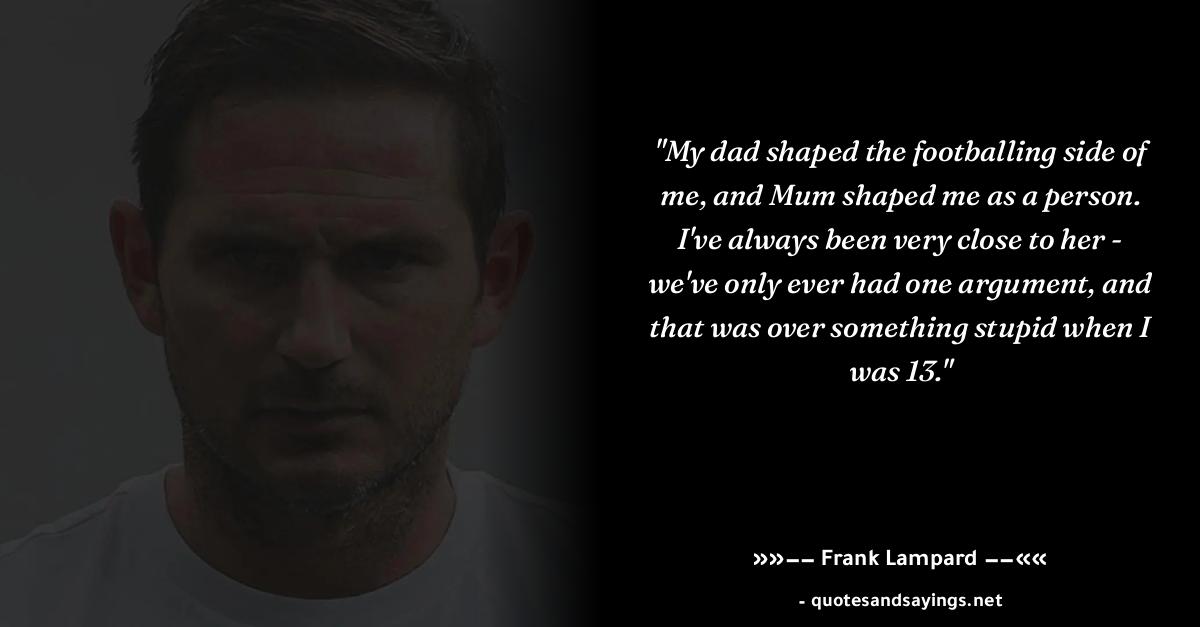 "My dad shaped the footballing side of
me, and Mum shaped me as a person.
I've always been very close to her -
we've only ever had one argument, and
that was over something stupid when I
was 13."
»»−− Frank Lampard −−««
- quotesandsayings.net